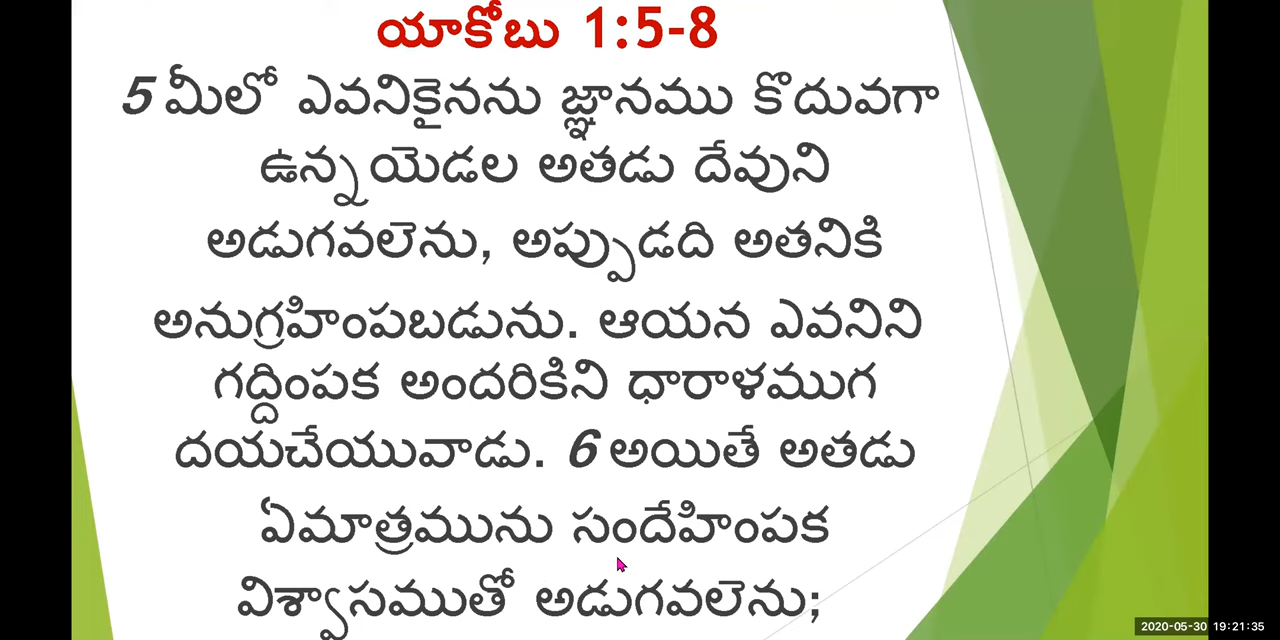 యాకోబు 1:5-8
5 మీలో ఎవనికైనను జ్ఞానము కొదువగా
ఉన్నయెడల అతడు దేవుని
అడుగవలెను, అప్పుడది అతనికి
అనుగ్రహింపబడును. ఆయన ఎవనిని
గద్దింపక అందరికిని ధారాళముగ
దయచేయువాడు. 6 అయితే అతడు
ఏమాత్రమును సందేహింపక
విశ్వాసముతో అడుగవలెను;
2020-05-30 19:21:35